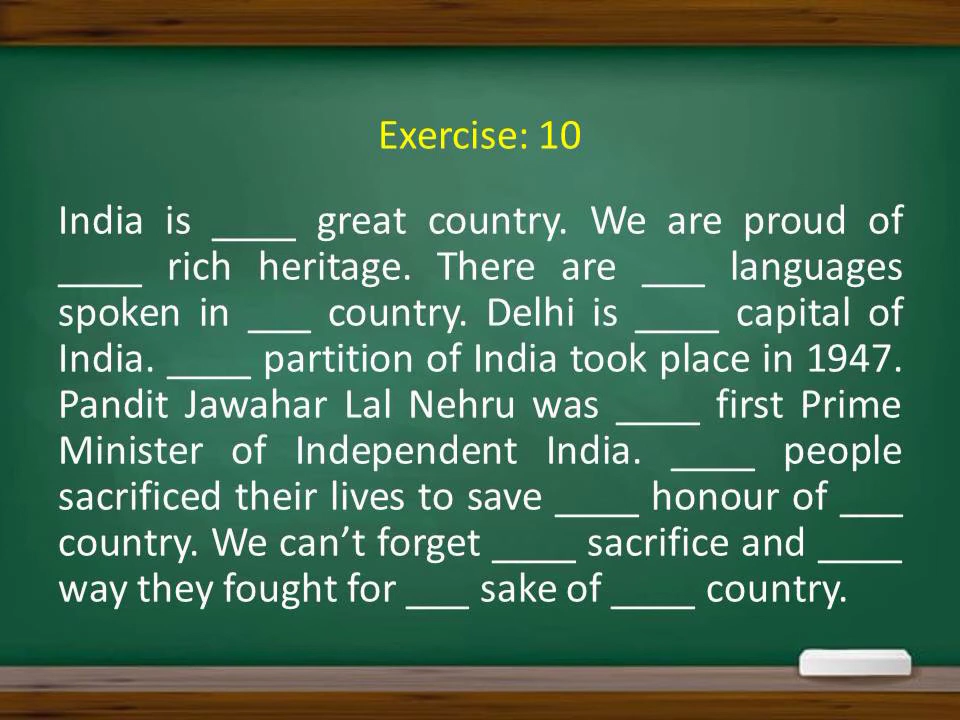 Exercise: 10
India is ____ great country. We are proud of
____ rich heritage. There are ___ languages
spoken in ___ country. Delhi is ____ capital of
India. ____ partition of India took place in 1947.
Pandit Jawahar Lal Nehru was ____ first Prime
Minister of Independent India. ____ people
sacrificed their lives to save ____ honour of ___
country. We can’t forget ____ sacrifice and ____
way they fought for ___ sake of ____ country.